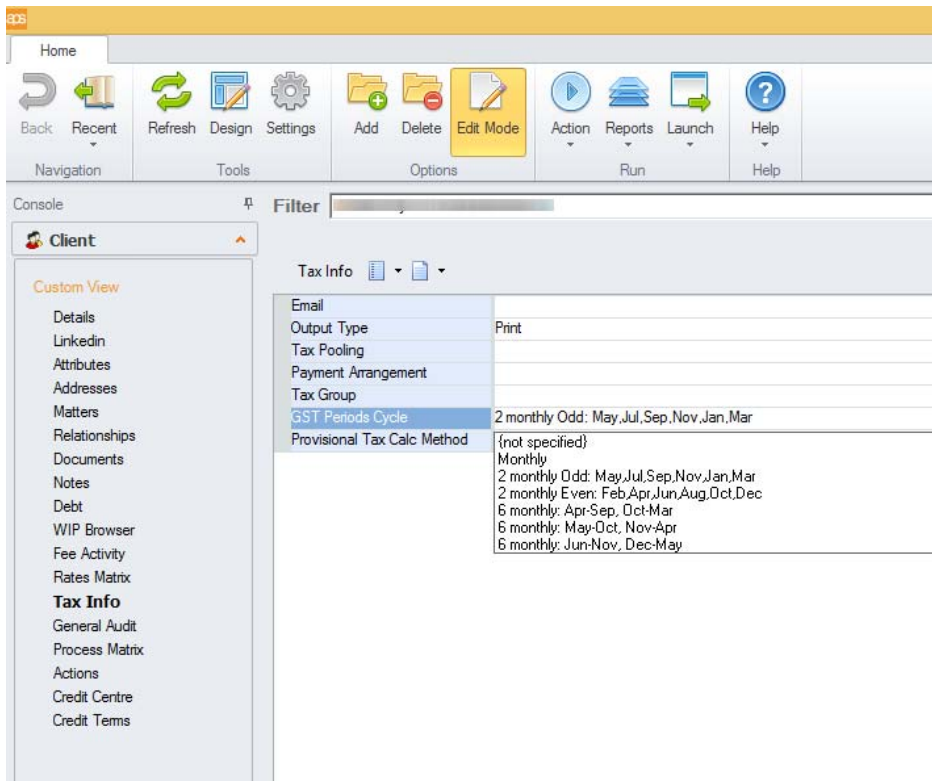 aps
Home
Back Recent Refresh Design Settings Add Delete Edit Mode Action Reports Launch Help
Navigation Tools Options Run Help
Console
Filter
Client
Tax Info
Custom View
Details
Linkedin
Attributes
Addresses
Matters
Relationships
Documents
Notes
Debt
WIP Browser
Fee Activity
Rates Matrix
Tax Info
General Audit
Process Matrix
Actions
Credit Centre
Credit Terms
Email
Output Type Print
Tax Pooling
Payment Arrangement
Tax Group
GST Periods Cycle 2 monthly Odd: May,Jul,Sep,Nov,Jan,Mar
Provisional Tax Calc Method
{not specified}
Monthly
2 monthly Odd: May,Jul,Sep,Nov,Jan,Mar
2 monthly Even: Feb,Apr,Jun,Aug,Oct,Dec
6 monthly: Apr-Sep, Oct-Mar
6 monthly: May-Oct, Nov-Apr
6 monthly: Jun-Nov, Dec-May